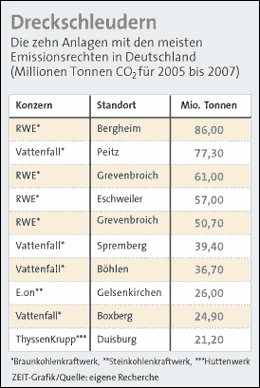 Dreckschleudern
Die zehn Anlagen mit den meisten
Emissionsrechten in Deutschland
(Millionen Tonnen CO2 für 2005 bis 2007)
Konzern Standort Mio. Tonnen
RWE* Bergheim 86,00
Vattenfall* Peitz 77,30
RWE* Grevenbroich 61,00
RWE* Eschweiler 57,00
RWE* Grevenbroich 50,70
Vattenfall* Spremberg 39,40
Vattenfall* Böhlen 36,70
E.on** Gelsenkirchen 26,00
Vattenfall* Boxberg 24,90
ThyssenKrupp*** Duisburg 21,20
*Braunkohlenkraftwerk, **Steinkohlekraftwerk, ***Hüttenwerk
ZEIT-Grafik/Quelle: eigene Recherche